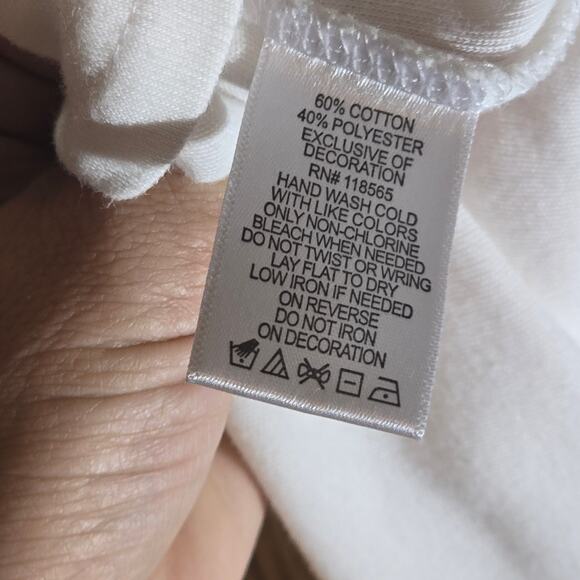 60% COTTON
40% POLYESTER
EXCLUSIVE OF
DECORATION
RN# 118565
HAND WASH COLD
WITH LIKE COLORS
ONLY NON-CHLORINE
BLEACH WHEN NEEDED
DO NOT TWIST OR WRING
LAY FLAT TO DRY
LOW IRON IF NEEDED
ON REVERSE
DO NOT IRON
ON DECORATION